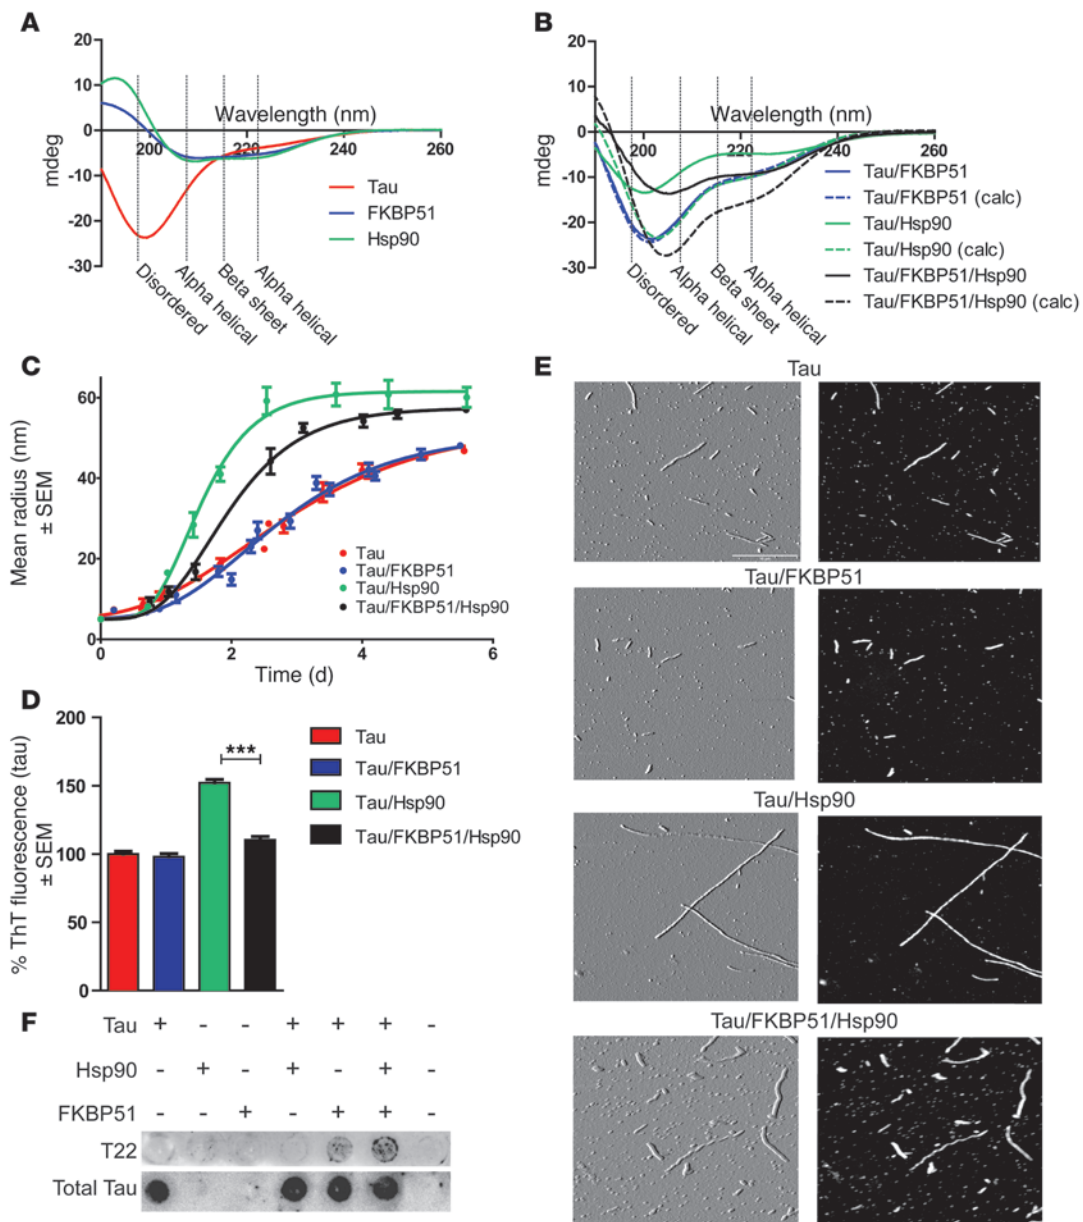 A
20
10
0
-10
-20
-30
mdeg
Wavelength (nm)
200
220
240
260
Tau
FKBP51
Hsp90
Disordered
Alpha helical
Beta sheet
Alpha helical
B
20
10
0
-10
-20
-30
mdeg
Wavelength (nm)
200
220
240
260
Tau/FKBP51
Tau/FKBP51 (calc)
Tau/Hsp90
Tau/Hsp90 (calc)
Tau/FKBP51/Hsp90
Tau/FKBP51/Hsp90 (calc)
Disordered
Alpha helical
Beta sheet
Alpha helical
C
Mean radius (nm)
± SEM
60
40
20
0
0
2
4
6
Time (d)
Tau
Tau/FKBP51
Tau/Hsp90
Tau/FKBP51/Hsp90
D
% ThT fluorescence (tau)
± SEM
200
150
100
50
0
***
Tau
Tau/FKBP51
Tau/Hsp90
Tau/FKBP51/Hsp90
E
Tau
Tau/FKBP51
Tau/Hsp90
Tau/FKBP51/Hsp90
F
Tau + - - + + + -
Hsp90 - + - + - + -
FKBP51 - - + - + + -
T22
Total Tau